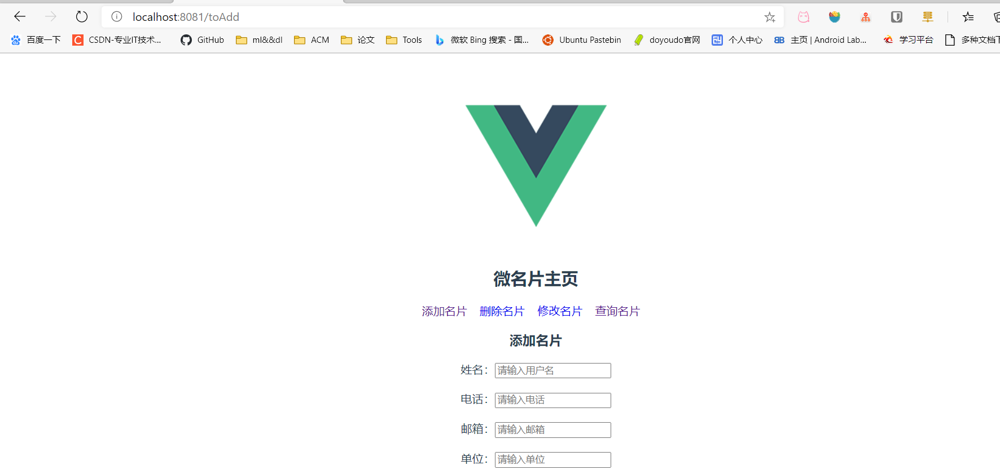 localhost:8081/toAdd
百度一下 CSDN-专业IT技术... GitHub ml&&dl ACM 论文 Tools 微软 Bing 搜索 - 国... Ubuntu Pastebin doyoudo官网 个人中心 主页 | Android Lab... 学习平台 多种文档下
微名片主页
添加名片 删除名片 修改名片 查询名片
添加名片
姓名： 请输入用户名
电话： 请输入电话
邮箱： 请输入邮箱
单位： 请输入单位